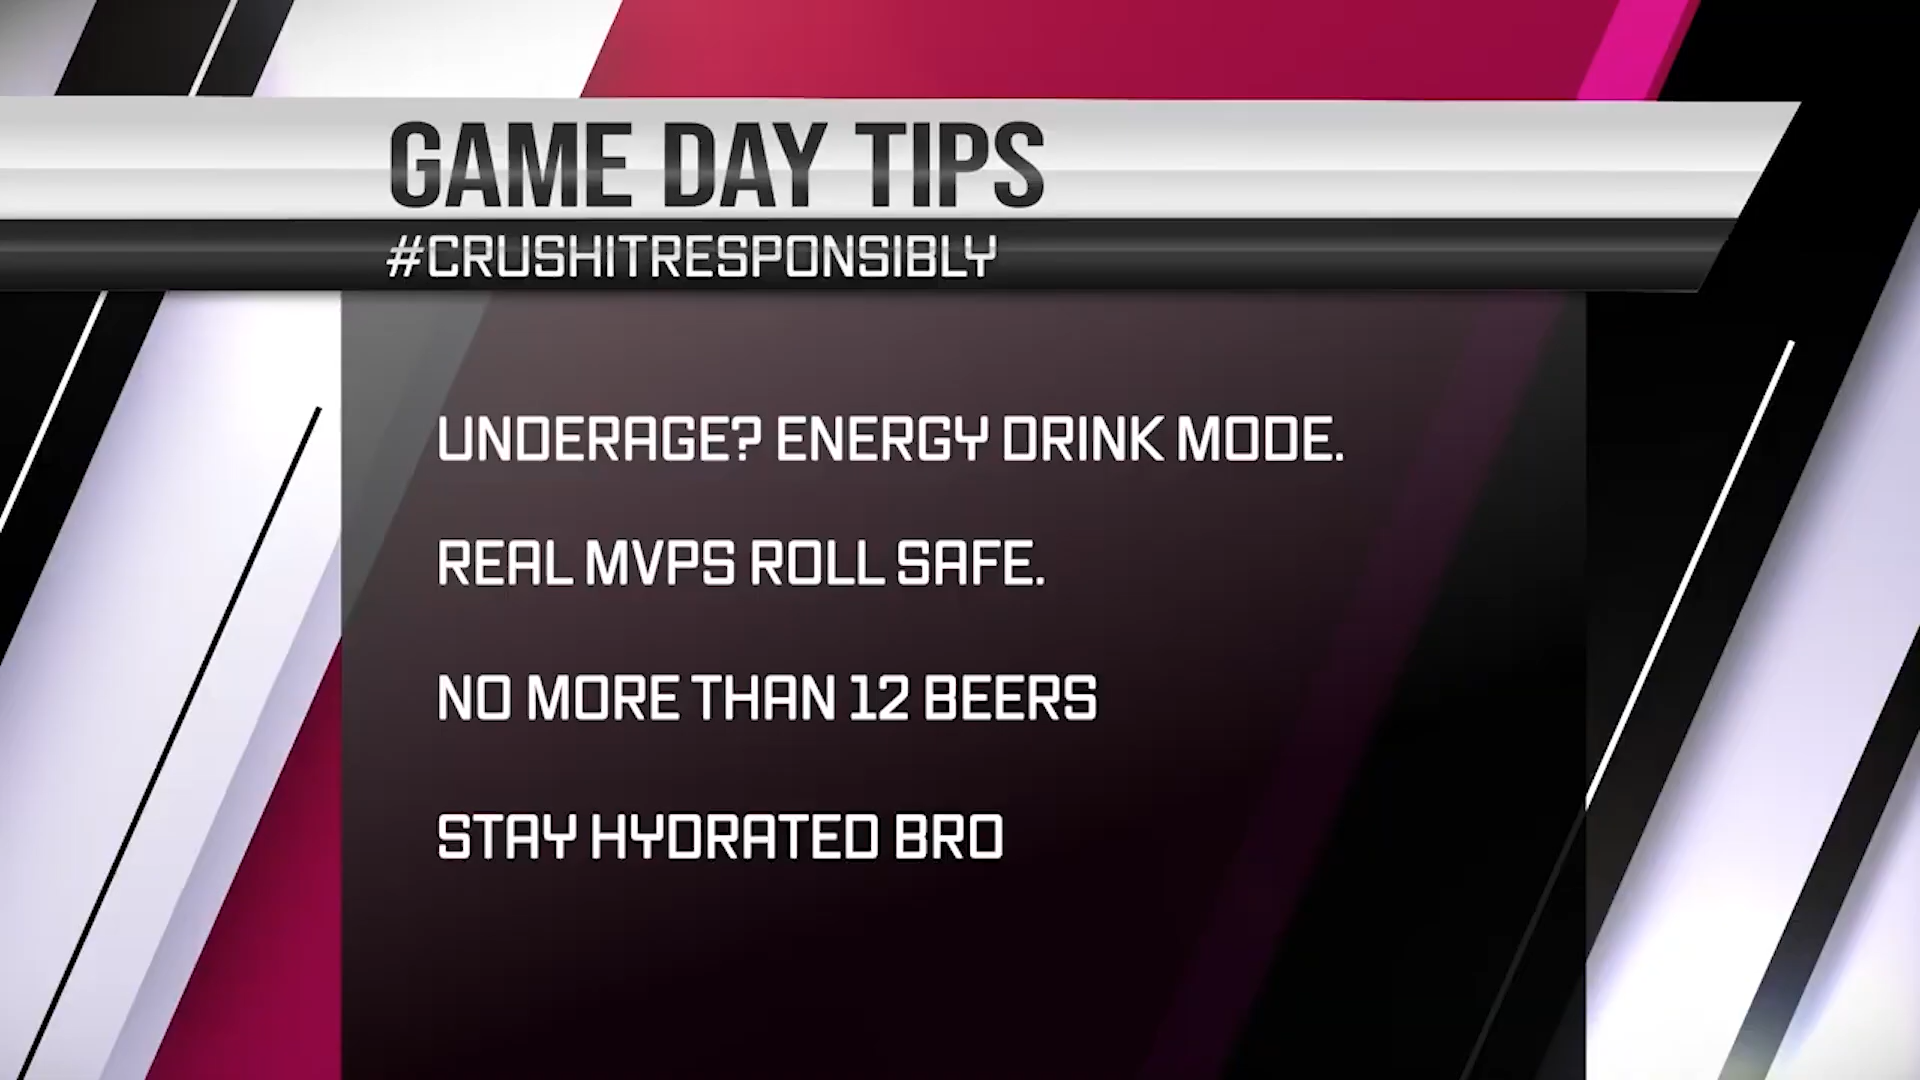 GAME DAY TIPS
#CRUSHITRESPONSIBLY
UNDERAGE? ENERGY DRINK MODE.
REAL MVPS ROLL SAFE.
NO MORE THAN 12 BEERS
STAY HYDRATED BRO